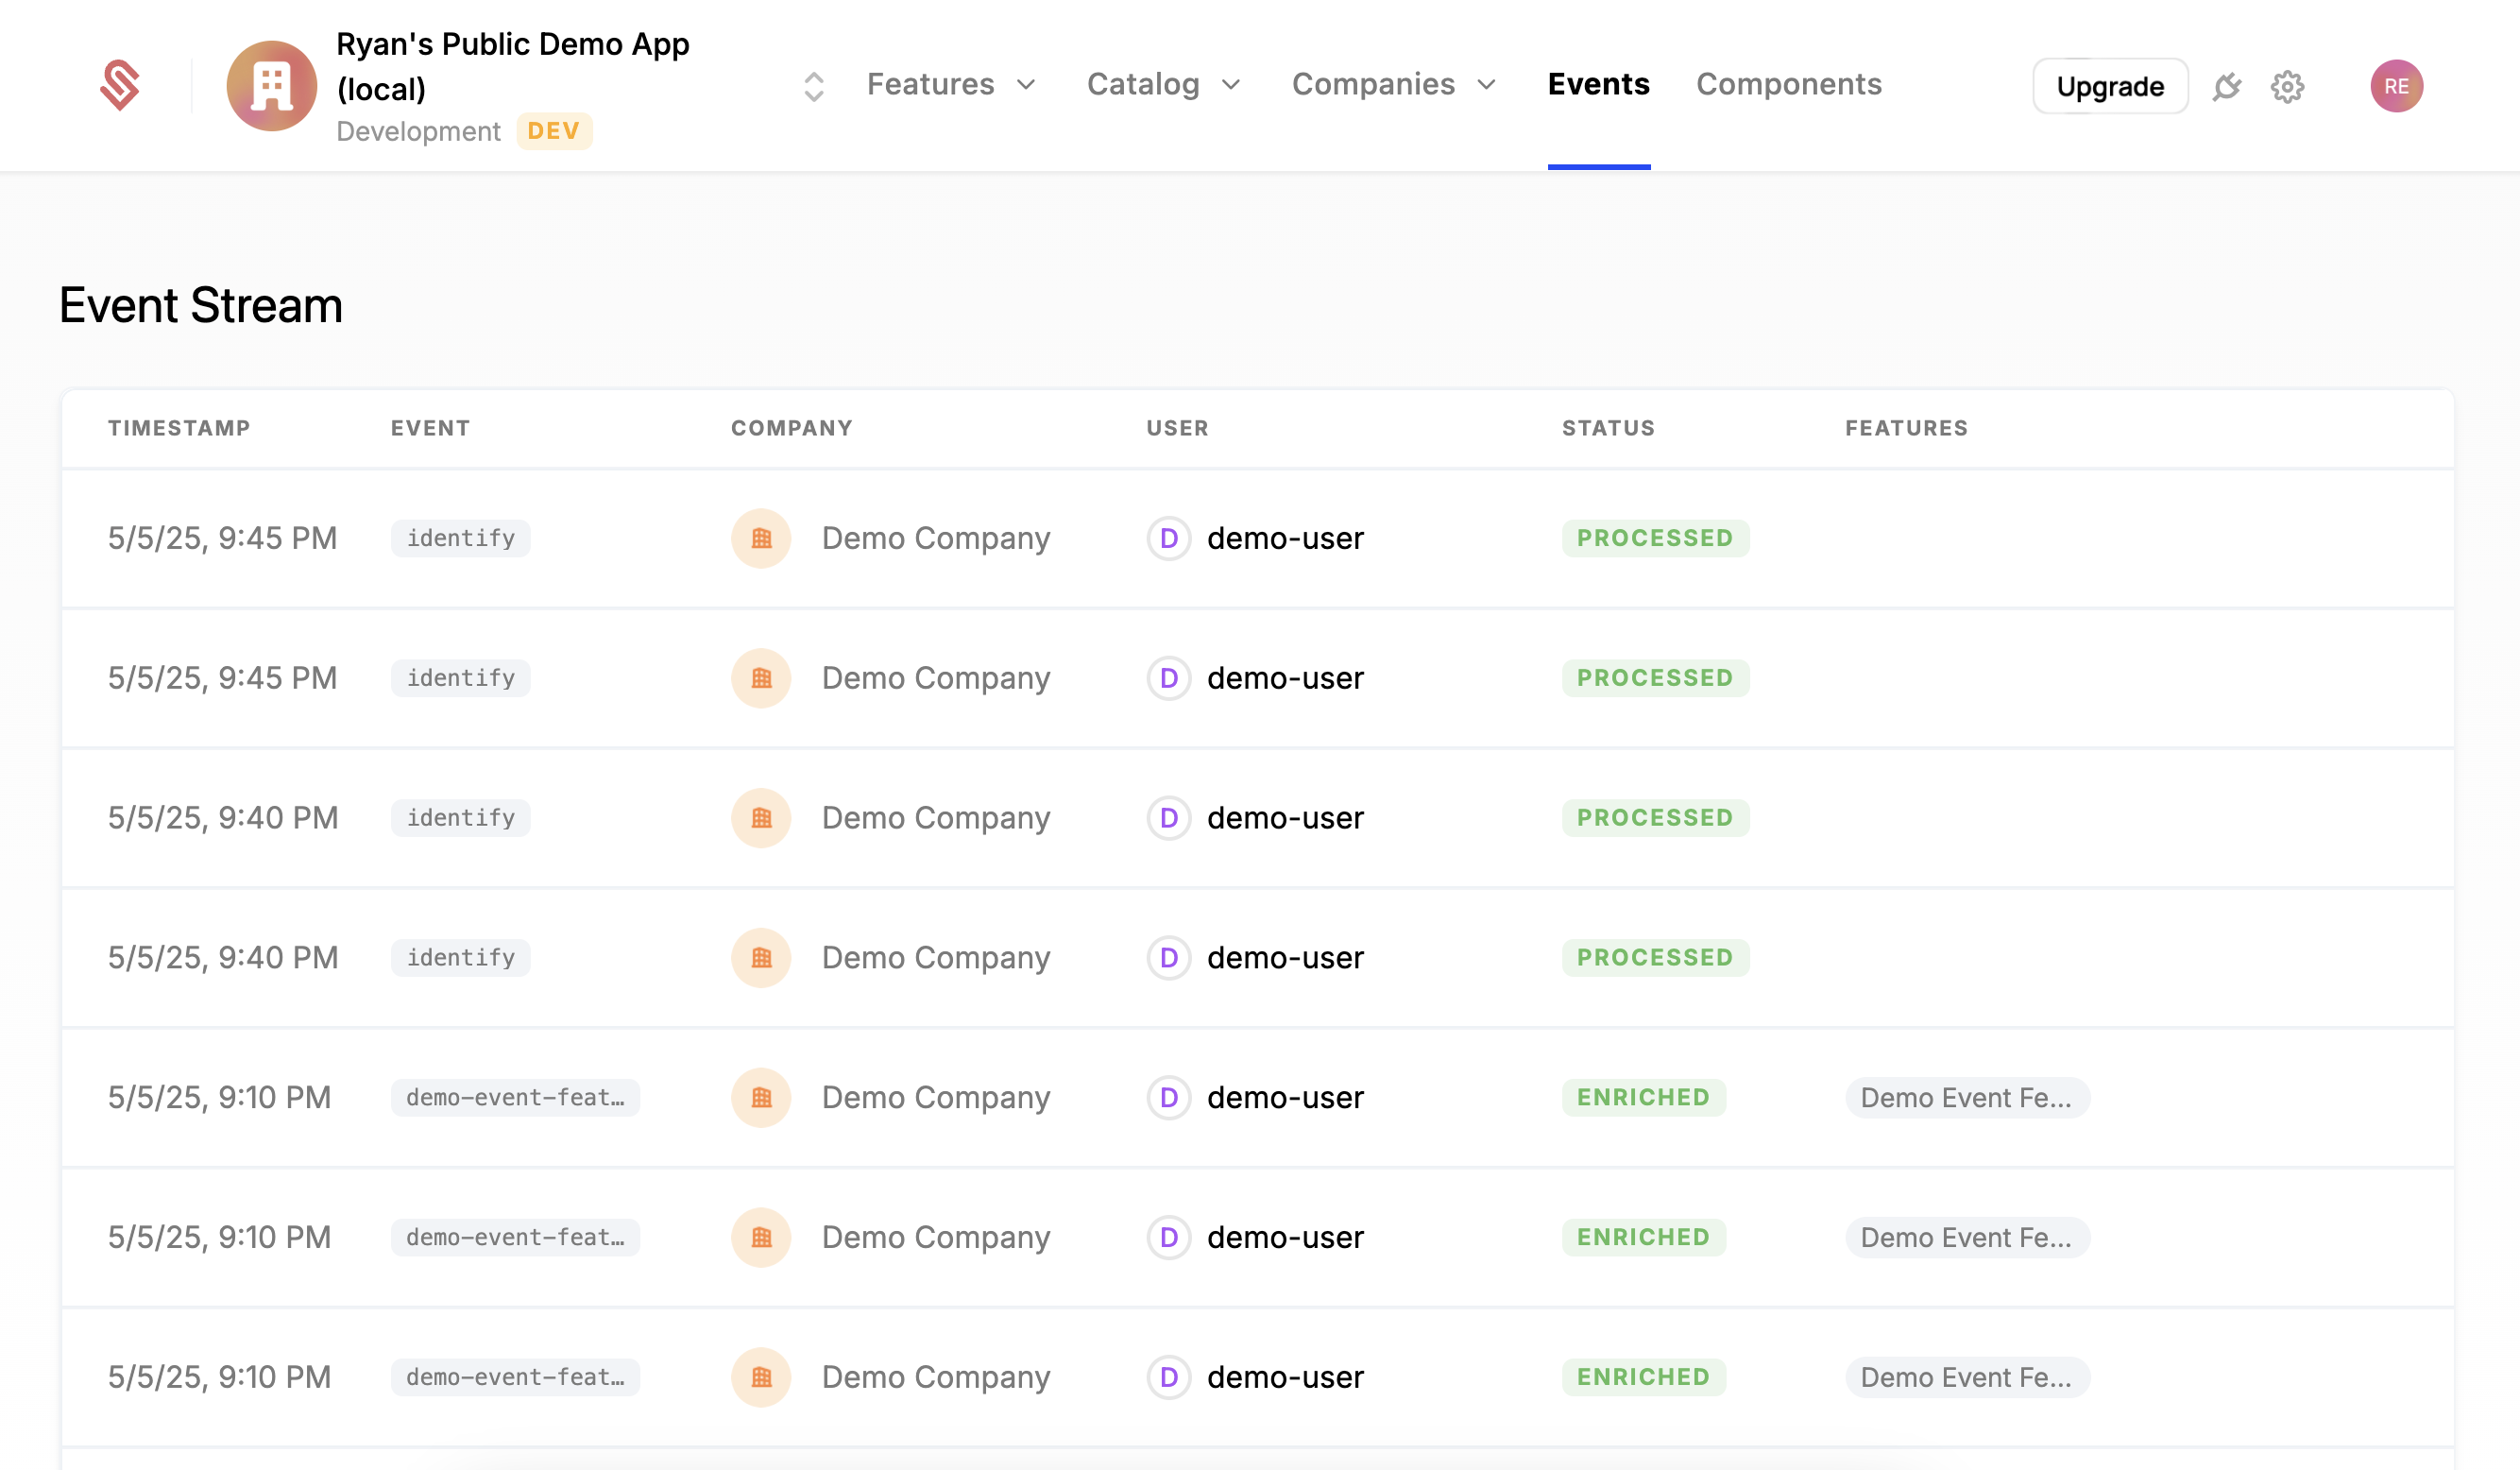 Ryan's Public Demo App
(local)
Development DEV
Features Catalog Companies Events Components Upgrade RE
Event Stream
TIMESTAMP EVENT COMPANY USER STATUS FEATURES
5/5/25, 9:45 PM identify Demo Company D demo-user PROCESSED
5/5/25, 9:45 PM identify Demo Company D demo-user PROCESSED
5/5/25, 9:40 PM identify Demo Company D demo-user PROCESSED
5/5/25, 9:40 PM identify Demo Company D demo-user PROCESSED
5/5/25, 9:10 PM demo-event-feat… Demo Company D demo-user ENRICHED Demo Event Fe...
5/5/25, 9:10 PM demo-event-feat… Demo Company D demo-user ENRICHED Demo Event Fe...
5/5/25, 9:10 PM demo-event-feat… Demo Company D demo-user ENRICHED Demo Event Fe...